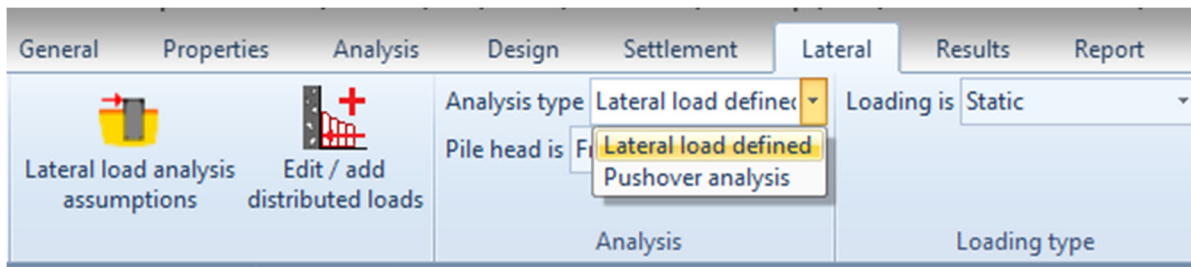 General Properties Analysis Design Settlement Lateral Results Report
Lateral load analysis
assumptions
Edit / add
distributed loads
Analysis type Lateral load define
Pile head is
Lateral load defined
Pushover analysis
Analysis
Loading is Static
Loading type